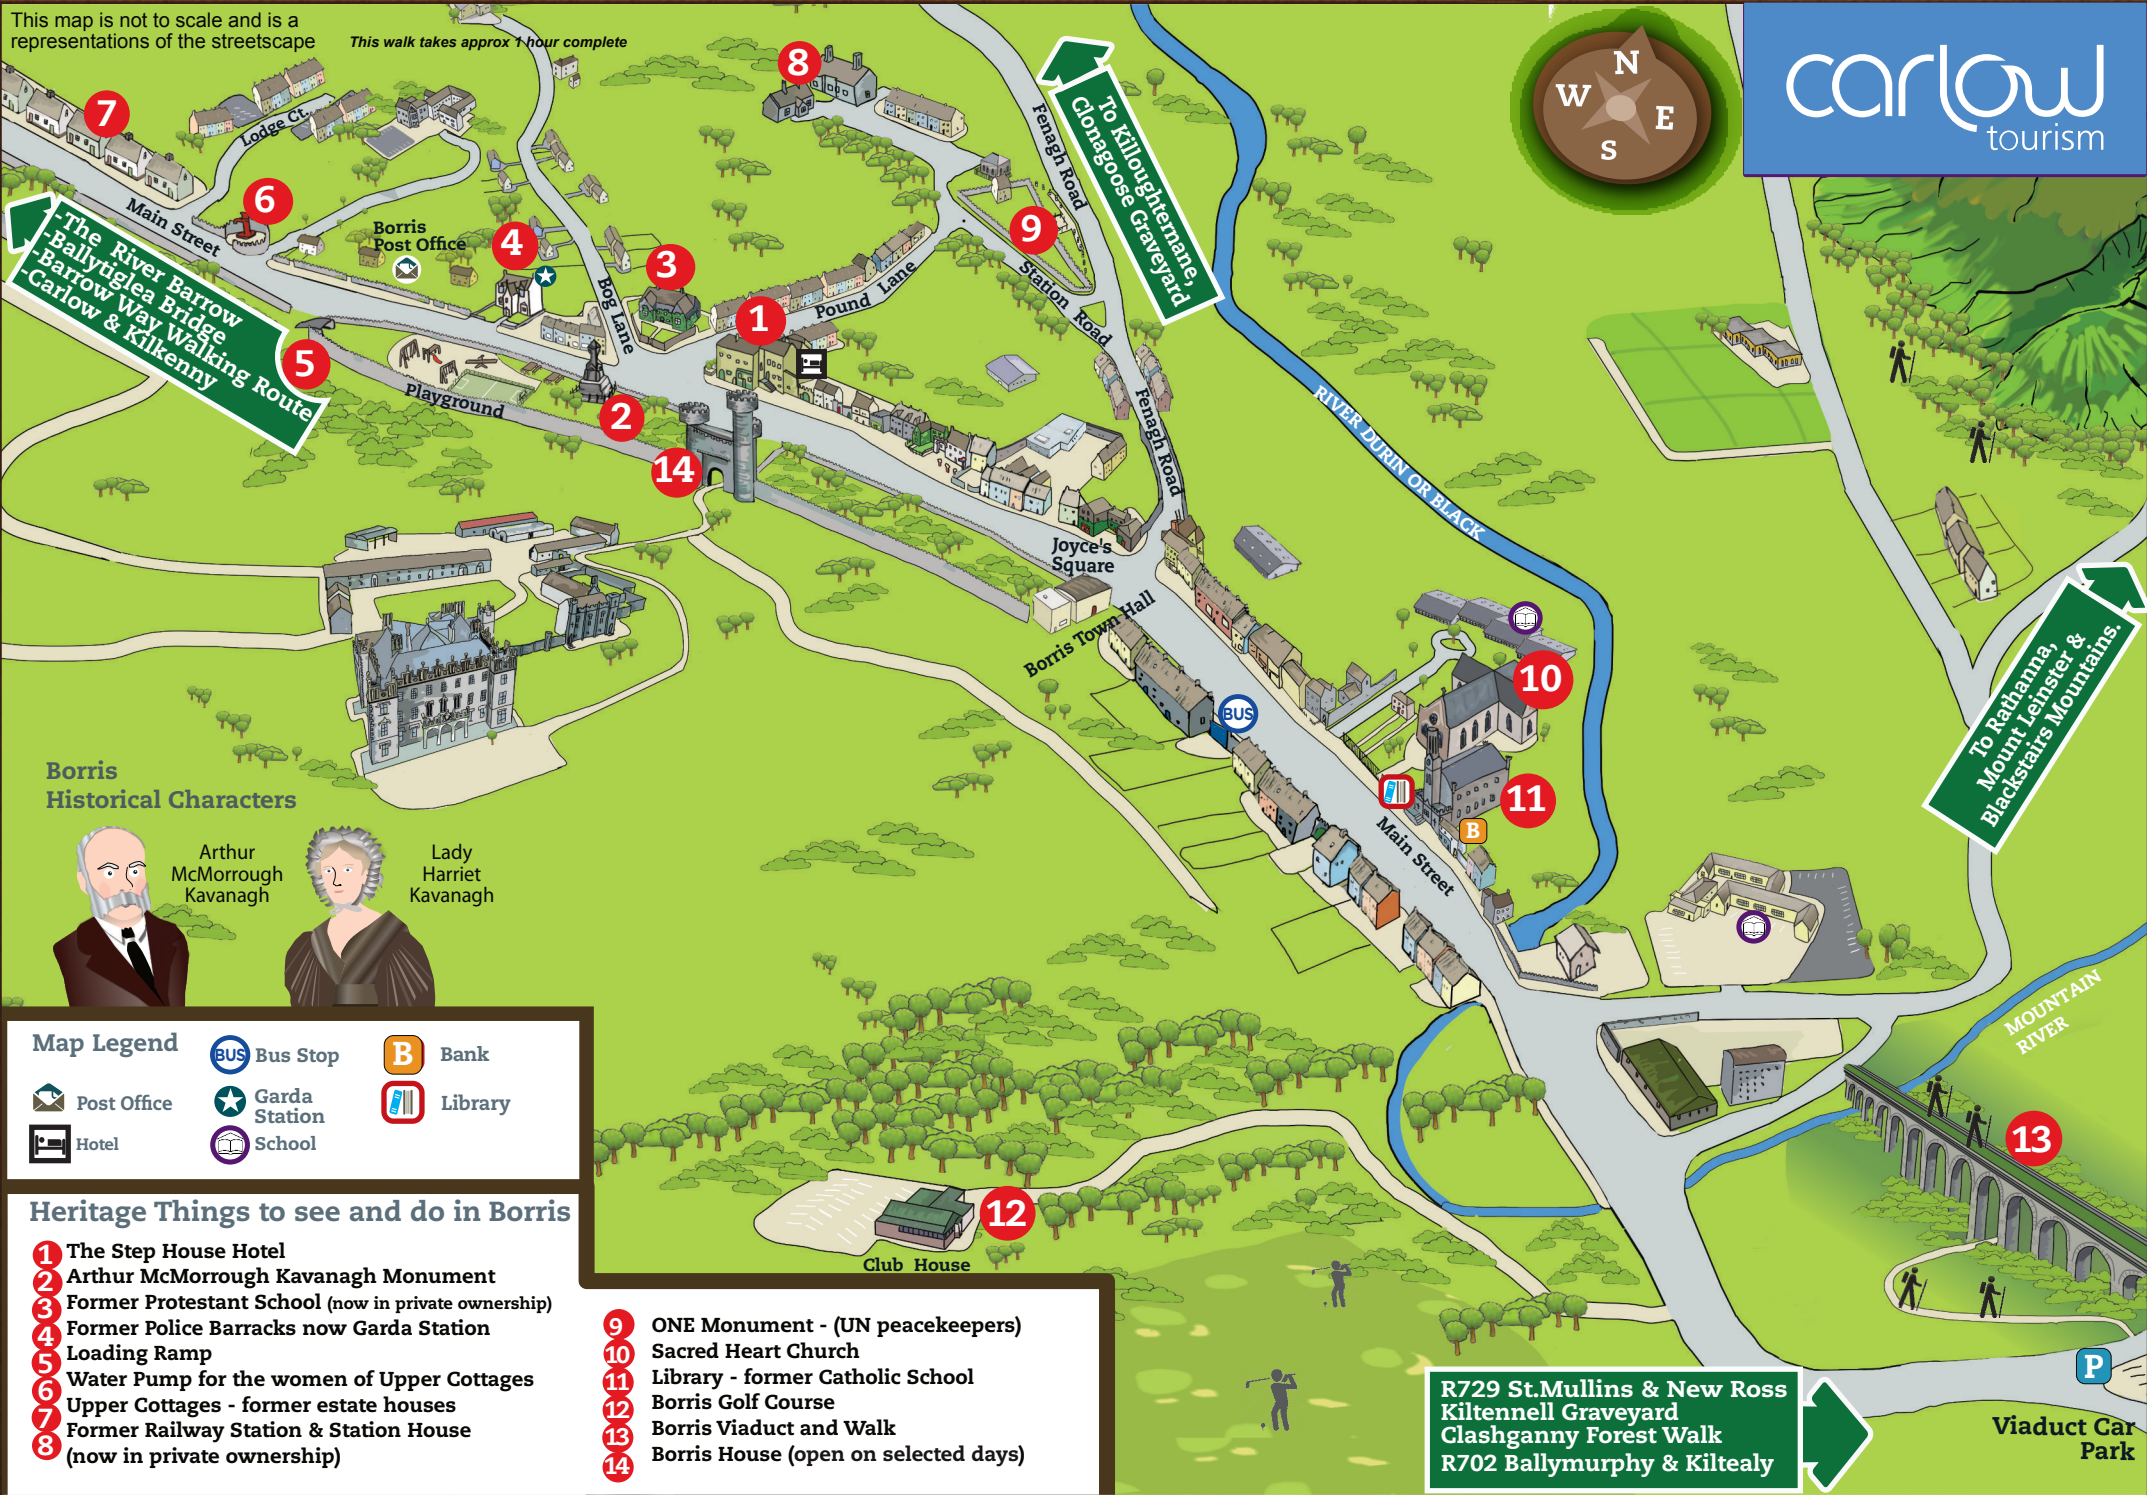 This map is not to scale and is a
representations of the streetscape
This walk takes approx 1 hour complete
carlow
tourism
N
W
E
S
7
8
6
9
4
3
1
5
2
14
10
11
12
13
Lodge Ct.
Main Street
Borris
Post Office
Bog Lane
Pound Lane
Station Road
Fenagh Road
Fenagh Road
To Killoughternane,
Clonagoose Graveyard
-The River Barrow
-Ballytiglea Bridge
-Barrow Way Walking Route
-Carlow & Kilkenny
Playground
RIVER DURIN OR BLACK
Joyce's
Square
Borris Town Hall
BUS
B
Main Street
To Rathanna,
Mount Leinster &
Blackstairs Mountains.
MOUNTAIN
RIVER
Borris
Historical Characters
Arthur
McMorrough
Kavanagh
Lady
Harriet
Kavanagh
Map Legend
BUS Bus Stop
B Bank
Post Office
Garda
Station
Library
Hotel
School
Club House
Heritage Things to see and do in Borris
1 The Step House Hotel
2 Arthur McMorrough Kavanagh Monument
3 Former Protestant School (now in private ownership)
4 Former Police Barracks now Garda Station
5 Loading Ramp
6 Water Pump for the women of Upper Cottages
7 Upper Cottages - former estate houses
8 Former Railway Station & Station House
(now in private ownership)
9 ONE Monument - (UN peacekeepers)
10 Sacred Heart Church
11 Library - former Catholic School
12 Borris Golf Course
13 Borris Viaduct and Walk
14 Borris House (open on selected days)
R729 St.Mullins & New Ross
Kiltennell Graveyard
Clashganny Forest Walk
R702 Ballymurphy & Kiltealy
P
Viaduct Car
Park